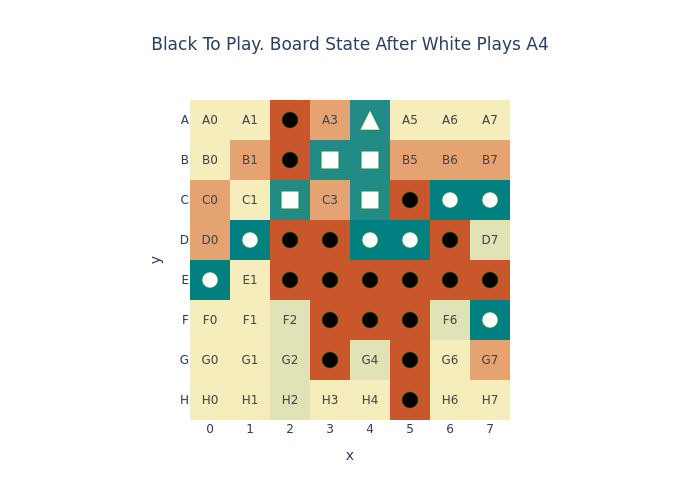 Black To Play. Board State After White Plays A4
A A0 A1 A3 A5 A6 A7
B B0 B1 B5 B6 B7
C C0 C1 C3
D D0 D7
E E1
F F0 F1 F2 F6
G G0 G1 G2 G4 G6 G7
H H0 H1 H2 H3 H4 H6 H7
0 1 2 3 4 5 6 7
x
y